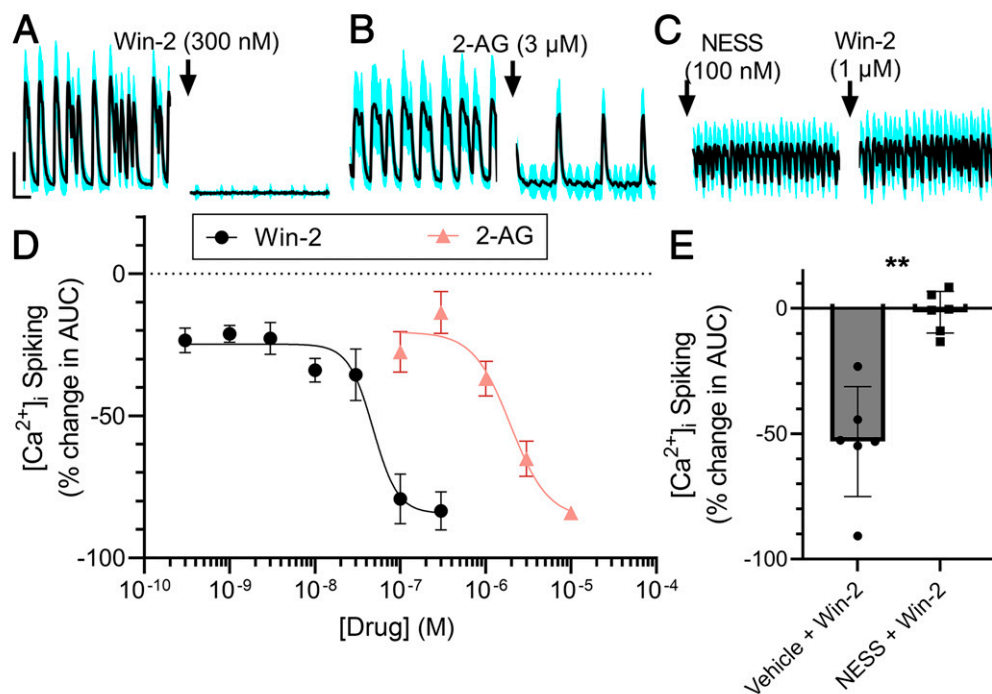 A
Win-2 (300 nM)
B
2-AG (3 µM)
C
NESS
(100 nM)
Win-2
(1 µM)
D
Win-2
2-AG
[Ca²⁺]ᵢ Spiking
(% change in AUC)
0
-50
-100
10⁻¹⁰
10⁻⁹
10⁻⁸
10⁻⁷
10⁻⁶
10⁻⁵
10⁻⁴
[Drug] (M)
E
**
[Ca²⁺]ᵢ Spiking
(% change in AUC)
0
-50
-100
Vehicle + Win-2
NESS + Win-2